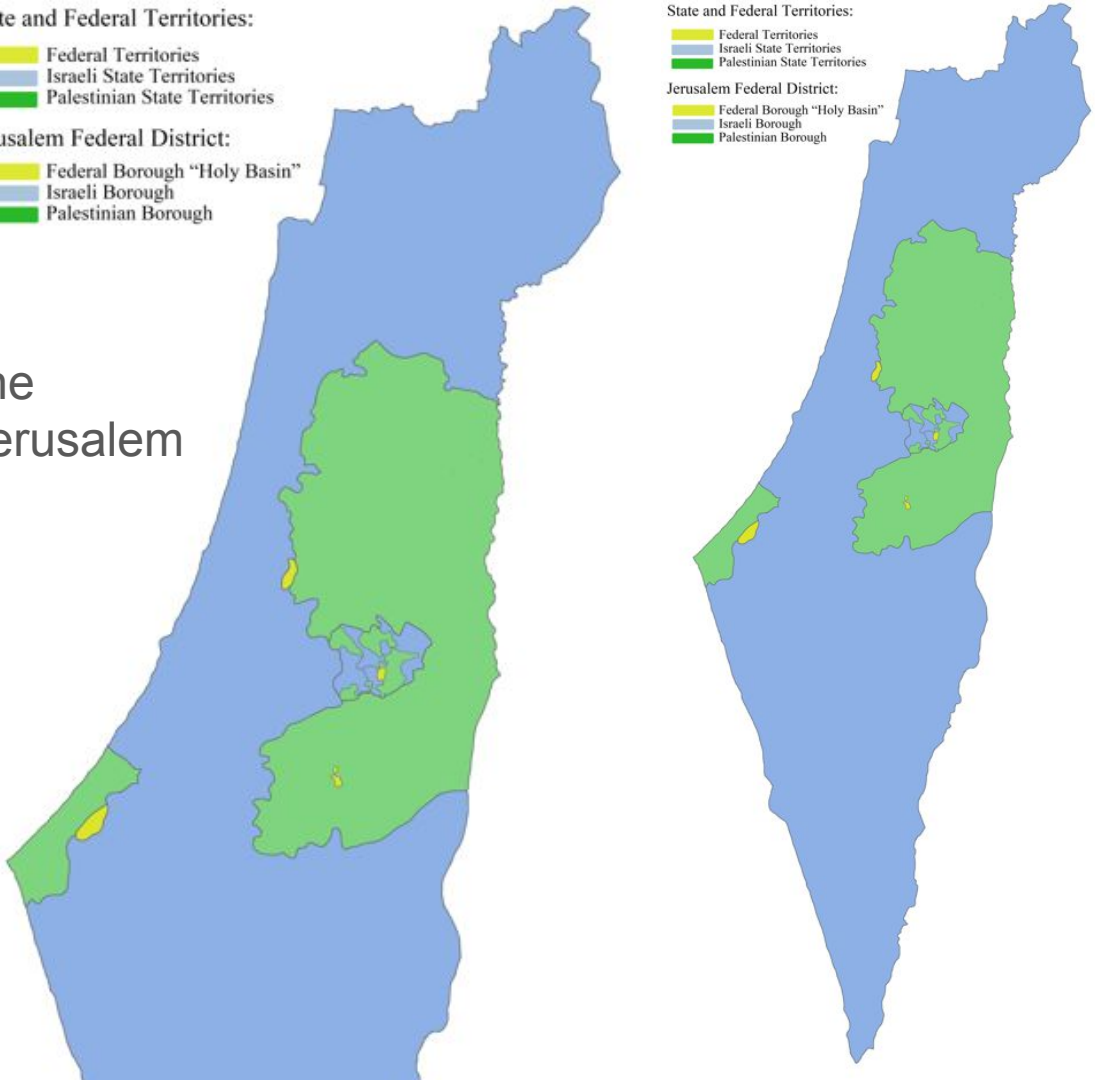 te and Federal Territories:
Federal Territories
Israeli State Territories
Palestinian State Territories
usalem Federal District:
Federal Borough “Holy Basin”
Israeli Borough
Palestinian Borough
ne
erusalem
State and Federal Territories:
Federal Territories
Israeli State Territories
Palestinian State Territories
Jerusalem Federal District:
Federal Borough “Holy Basin”
Israeli Borough
Palestinian Borough